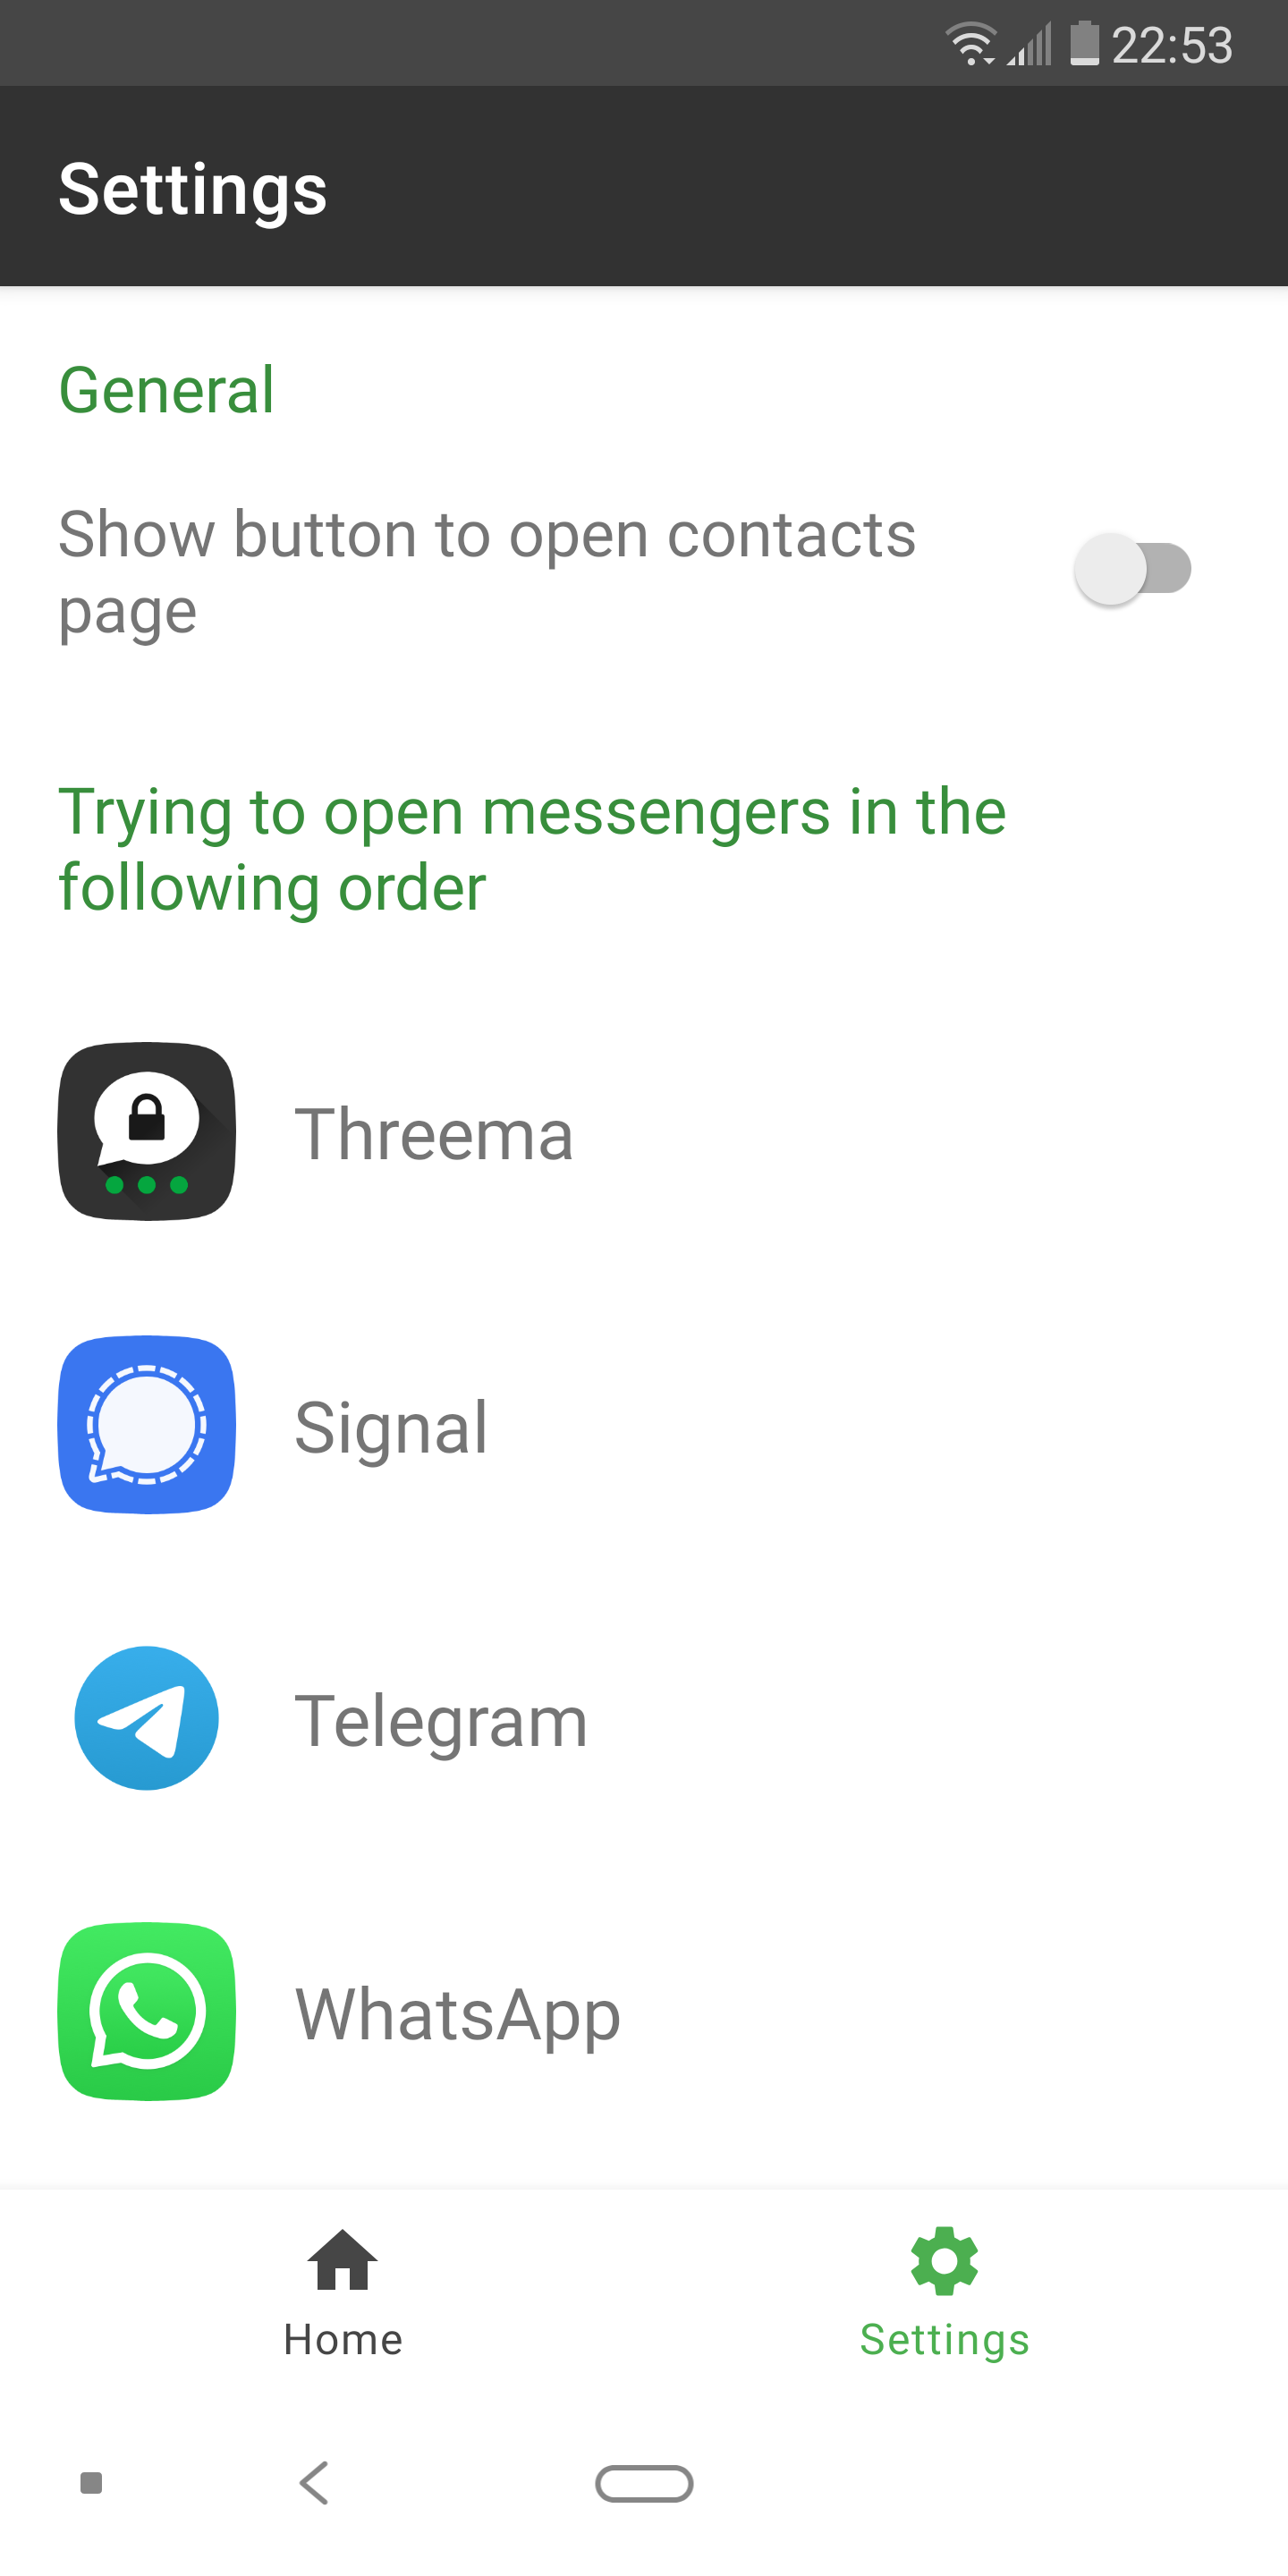 22:53
Settings
General
Show button to open contacts
page
Trying to open messengers in the
following order
Threema
Signal
Telegram
WhatsApp
Home
Settings